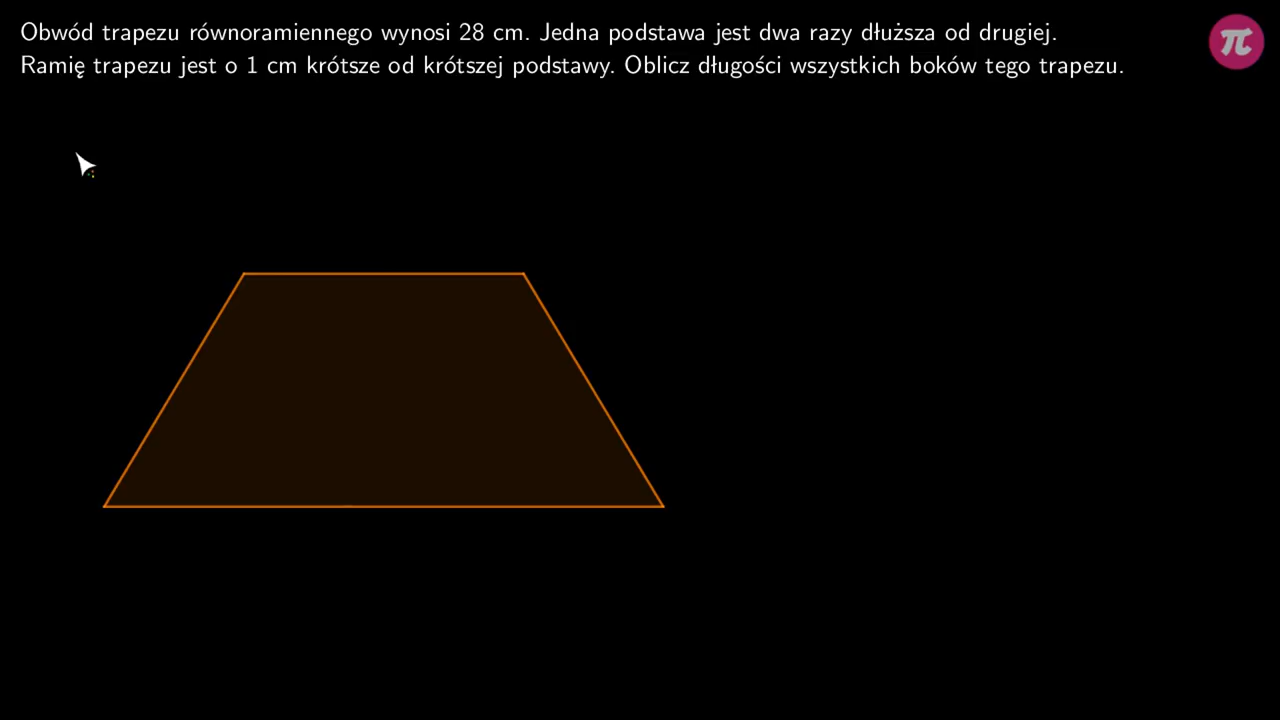 Obwód trapezu równoramiennego wynosi 28 cm. Jedna podstawa jest dwa razy dłuższa od drugiej.
Ramię trapezu jest o 1 cm krótsze od krótszej podstawy. Oblicz długości wszystkich boków tego trapezu.
π